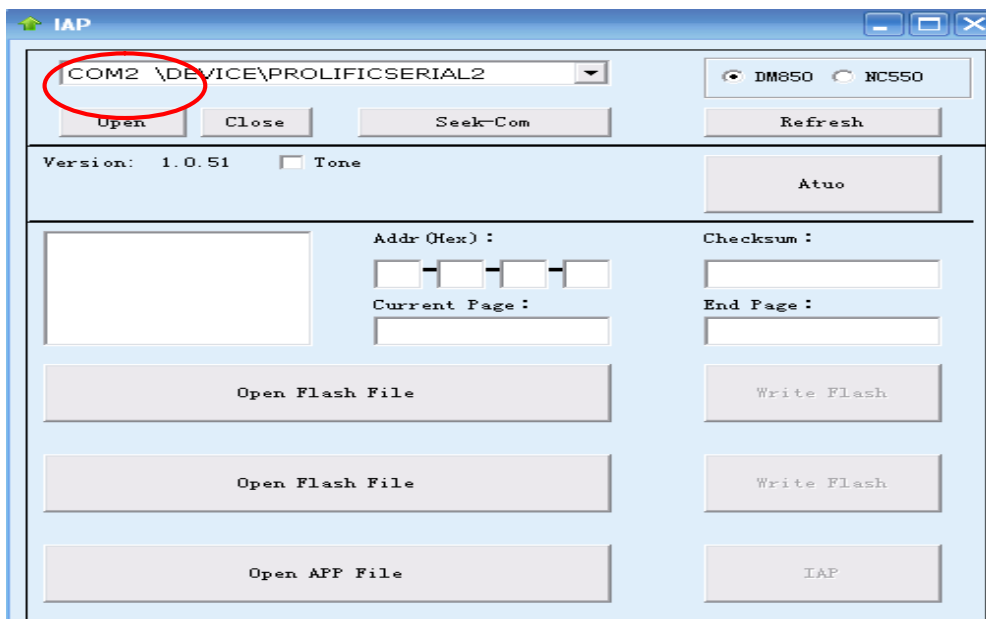 IAP
COM2 \DEVICE\PROLIFICSERIAL2
DM850 NC550
Open Close Seek-Com Refresh
Version: 1.0.51 Tone
Atuo
Addr(Hex): Checksum:
- - -
Current Page: End Page:
Open Flash File Write Flash
Open Flash File Write Flash
Open APP File IAP